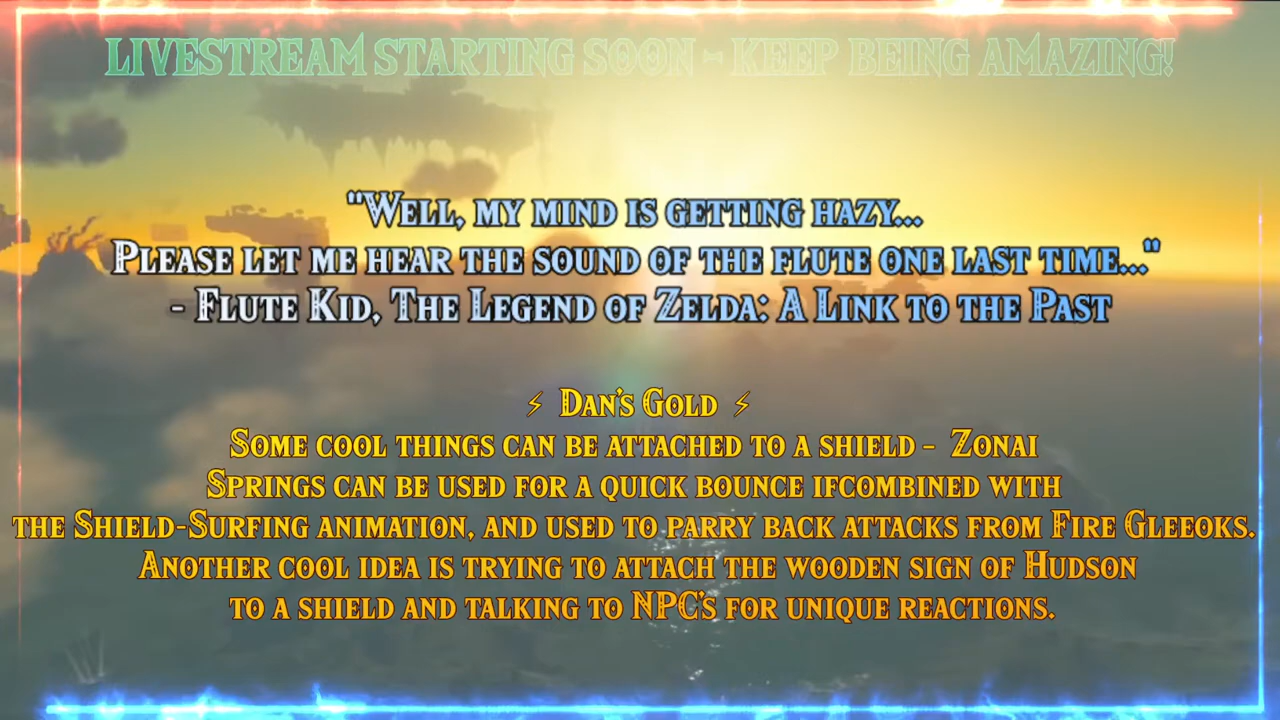 LIVESTREAM STARTING SOON - KEEP BEING AMAZING!
"Well, my mind is getting hazy...
Please let me hear the sound of the flute one last time..."
- Flute Kid, The Legend of Zelda: A Link to the Past
⚡ Dan's Gold ⚡
Some cool things can be attached to a shield - Zonai
Springs can be used for a quick bounce ifcombined with
the Shield-Surfing animation, and used to parry back attacks from Fire Gleeoks.
Another cool idea is trying to attach the wooden sign of Hudson
to a shield and talking to NPC's for unique reactions.